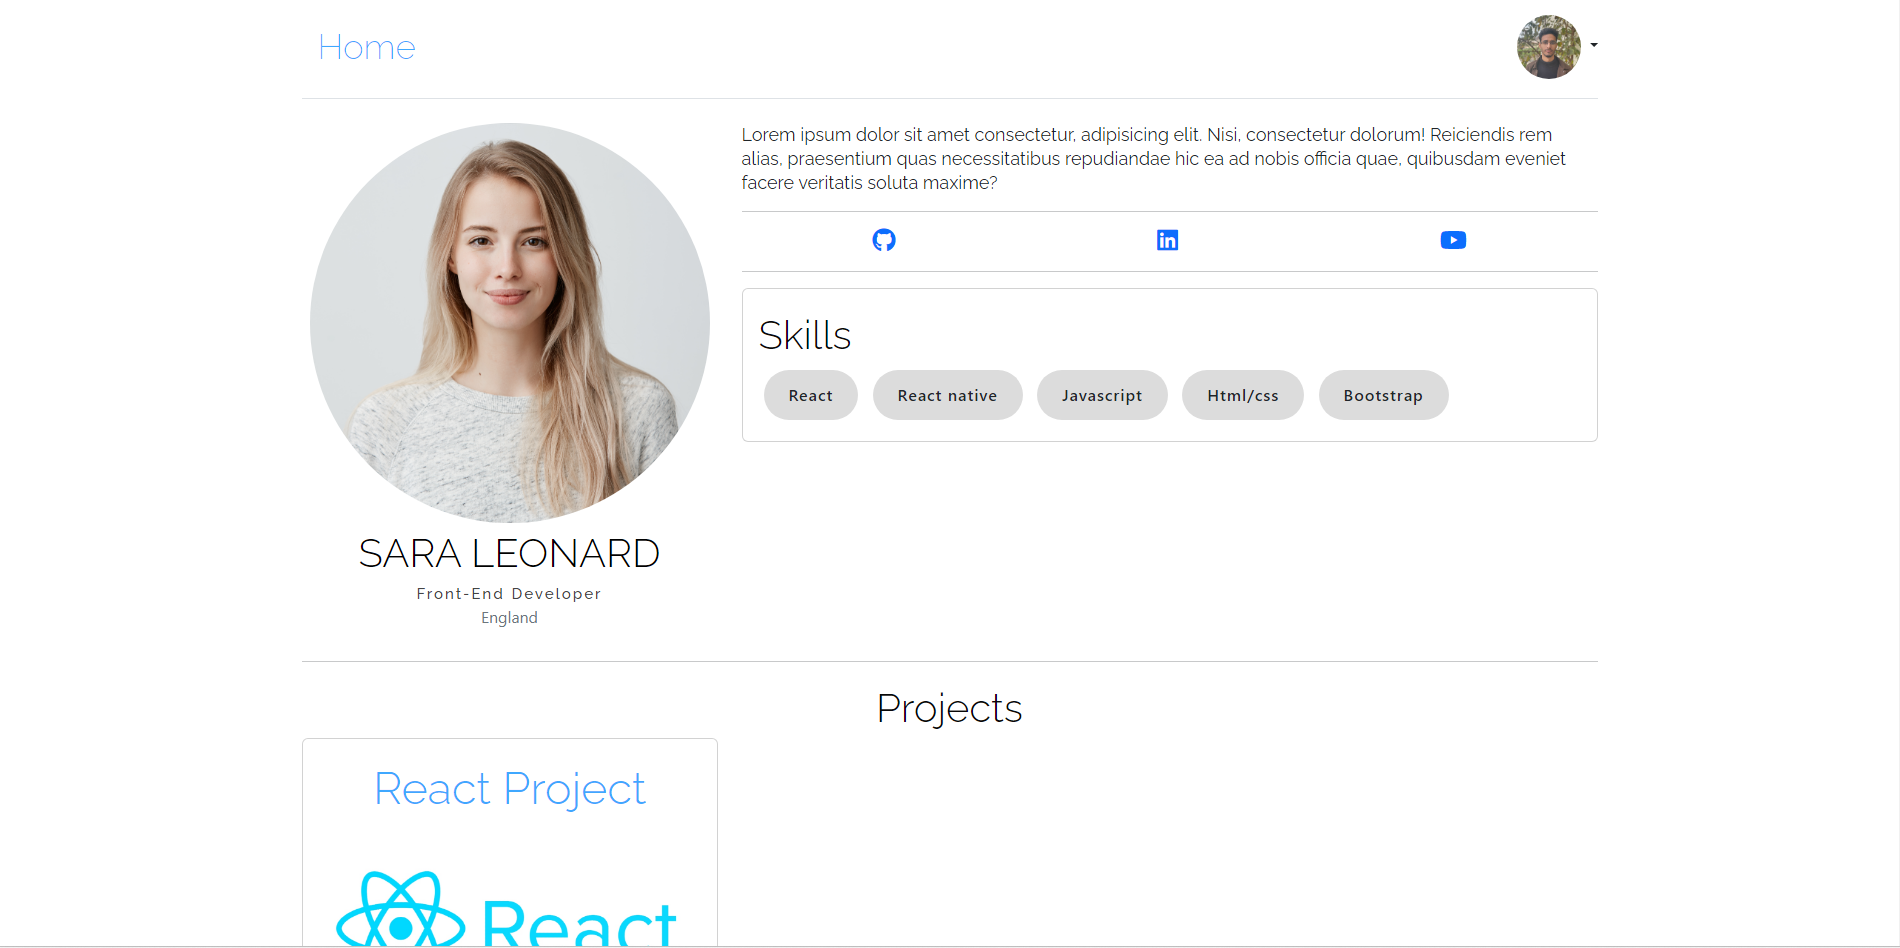 Home
Lorem ipsum dolor sit amet consectetur, adipisicing elit. Nisi, consectetur dolorum! Reiciendis rem
alias, praesentium quas necessitatibus repudiandae hic ea ad nobis officia quae, quibusdam eveniet
facere veritatis soluta maxime?
Skills
React
React native
Javascript
Html/css
Bootstrap
SARA LEONARD
Front-End Developer
England
Projects
React Project
React